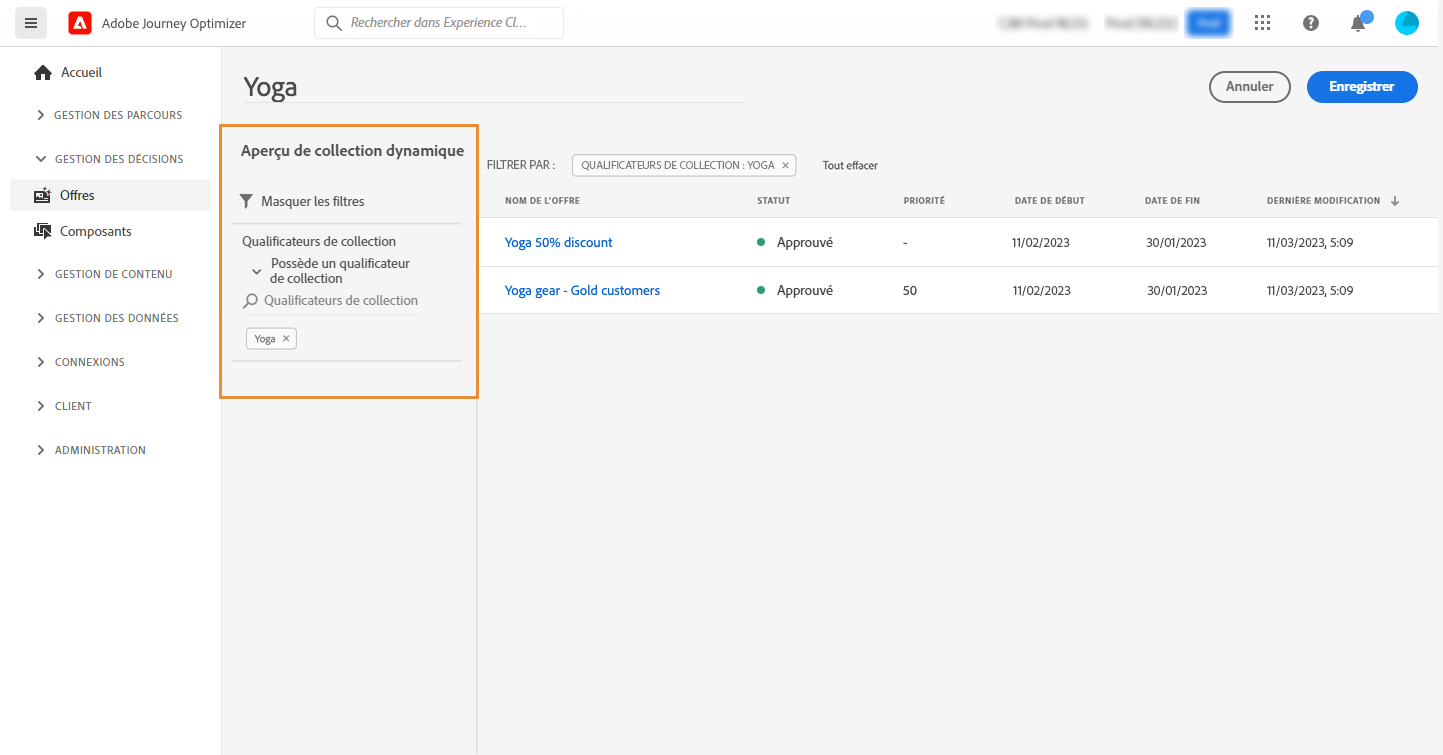 Adobe Journey Optimizer
Rechercher dans Experience Cl...
Accueil
GESTION DES PARCOURS
GESTION DES DÉCISIONS
Offres
Composants
GESTION DE CONTENU
GESTION DES DONNÉES
CONNEXIONS
CLIENT
ADMINISTRATION
Yoga
Annuler
Enregistrer
Aperçu de collection dynamique
Masquer les filtres
Qualificateurs de collection
Possède un qualificateur
de collection
Qualificateurs de collection
Yoga ×
FILTRER PAR :
QUALIFICATEURS DE COLLECTION : YOGA ×
Tout effacer
NOM DE L'OFFRE STATUT PRIORITÉ DATE DE DÉBUT DATE DE FIN DERNIÈRE MODIFICATION ↓
Yoga 50% discount Approuvé - 11/02/2023 30/01/2023 11/03/2023, 5:09
Yoga gear - Gold customers Approuvé 50 11/02/2023 30/01/2023 11/03/2023, 5:09